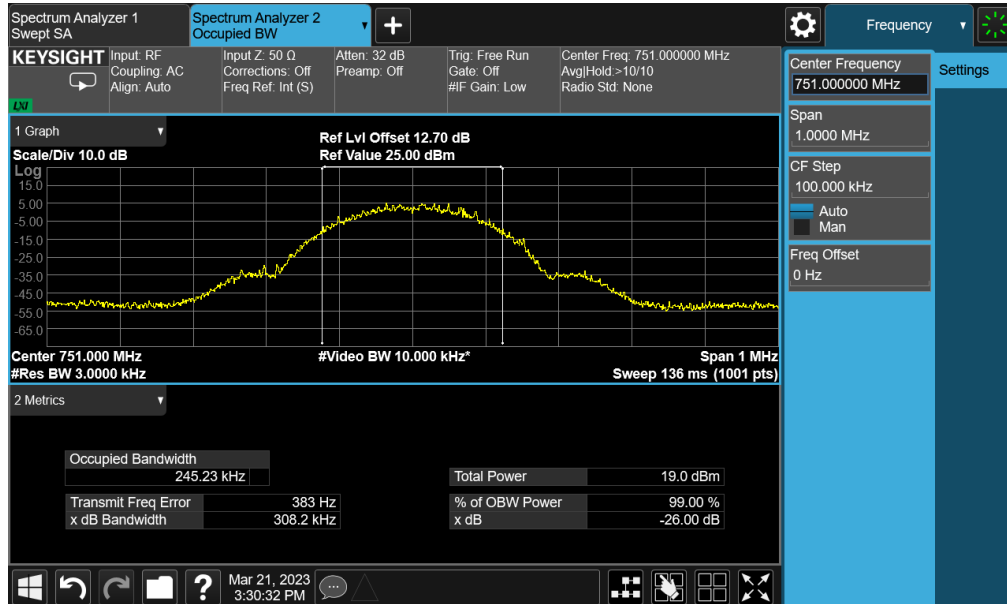 Spectrum Analyzer 1
Swept SA
Spectrum Analyzer 2
Occupied BW
+
Frequency
KEYSIGHT
LXI
Input: RF
Coupling: AC
Align: Auto
Input Z: 50 Ω
Corrections: Off
Freq Ref: Int (S)
Atten: 32 dB
Preamp: Off
Trig: Free Run
Gate: Off
#IF Gain: Low
Center Freq: 751.000000 MHz
Avg|Hold:>10/10
Radio Std: None
Center Frequency
751.000000 MHz
Settings
Span
1.0000 MHz
CF Step
100.000 kHz
Auto
Man
Freq Offset
0 Hz
1 Graph
Scale/Div 10.0 dB
Ref Lvl Offset 12.70 dB
Ref Value 25.00 dBm
Log
15.0
5.00
-5.00
-15.0
-25.0
-35.0
-45.0
-55.0
-65.0
Center 751.000 MHz
#Video BW 10.000 kHz*
Span 1 MHz
#Res BW 3.0000 kHz
Sweep 136 ms (1001 pts)
2 Metrics
Occupied Bandwidth
245.23 kHz
Total Power 19.0 dBm
Transmit Freq Error 383 Hz
% of OBW Power 99.00 %
x dB Bandwidth 308.2 kHz
x dB -26.00 dB
?
Mar 21, 2023
3:30:32 PM